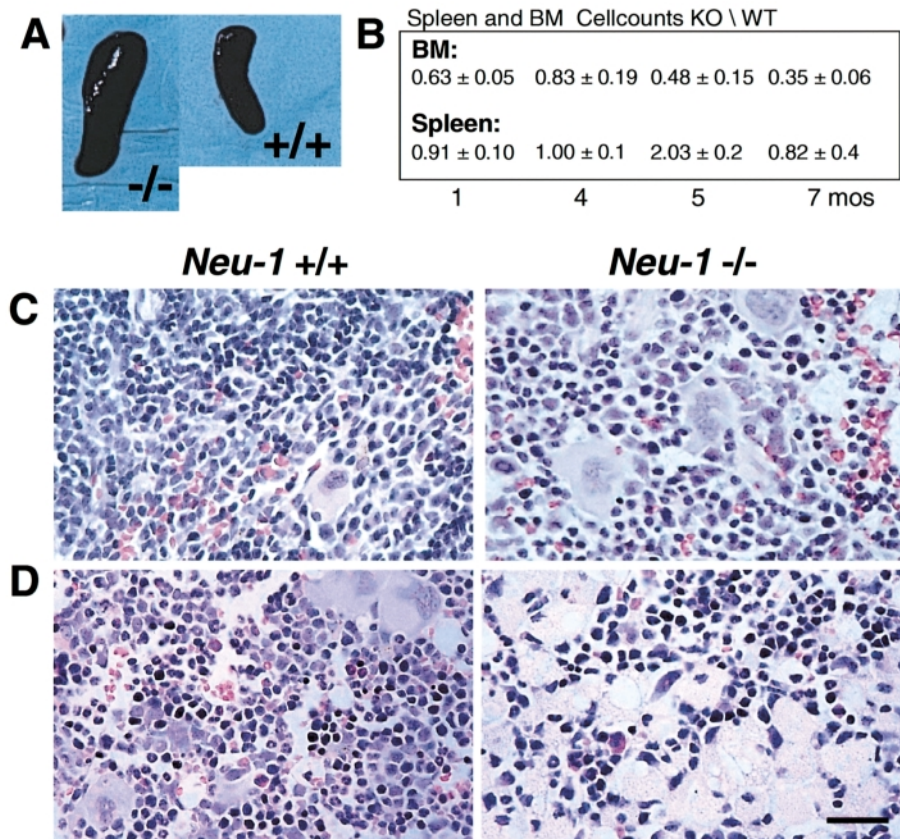 A
-/-
+/+
B
Spleen and BM Cellcounts KO \ WT
BM:
0.63 ± 0.05 0.83 ± 0.19 0.48 ± 0.15 0.35 ± 0.06
Spleen:
0.91 ± 0.10 1.00 ± 0.1 2.03 ± 0.2 0.82 ± 0.4
1 4 5 7 mos
Neu-1 +/+ Neu-1 -/-
C
D